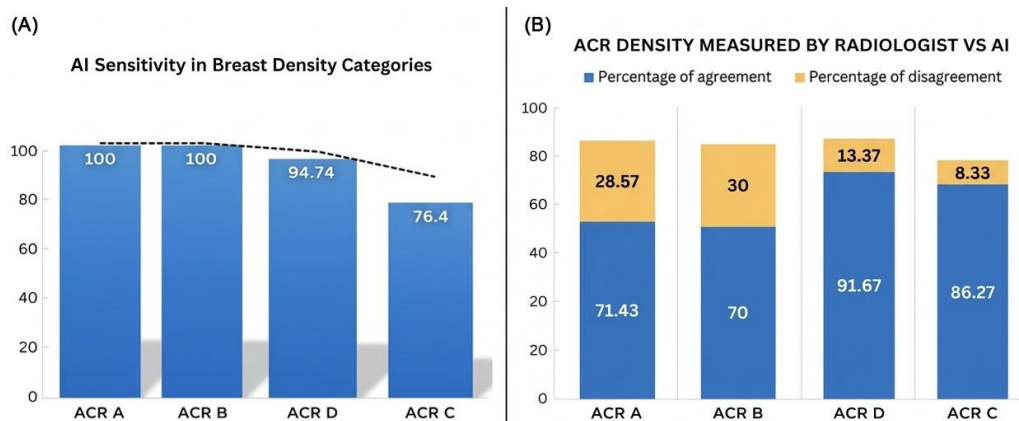 (A)
AI Sensitivity in Breast Density Categories
100
80
60
40
20
0
100
100
94.74
76.4
ACR A
ACR B
ACR D
ACR C
(B)
ACR DENSITY MEASURED BY RADIOLOGIST VS AI
Percentage of agreement
Percentage of disagreement
100
80
60
40
20
20
0
28.57
30
13.37
8.33
71.43
70
91.67
86.27
ACR A
ACR B
ACR D
ACR C